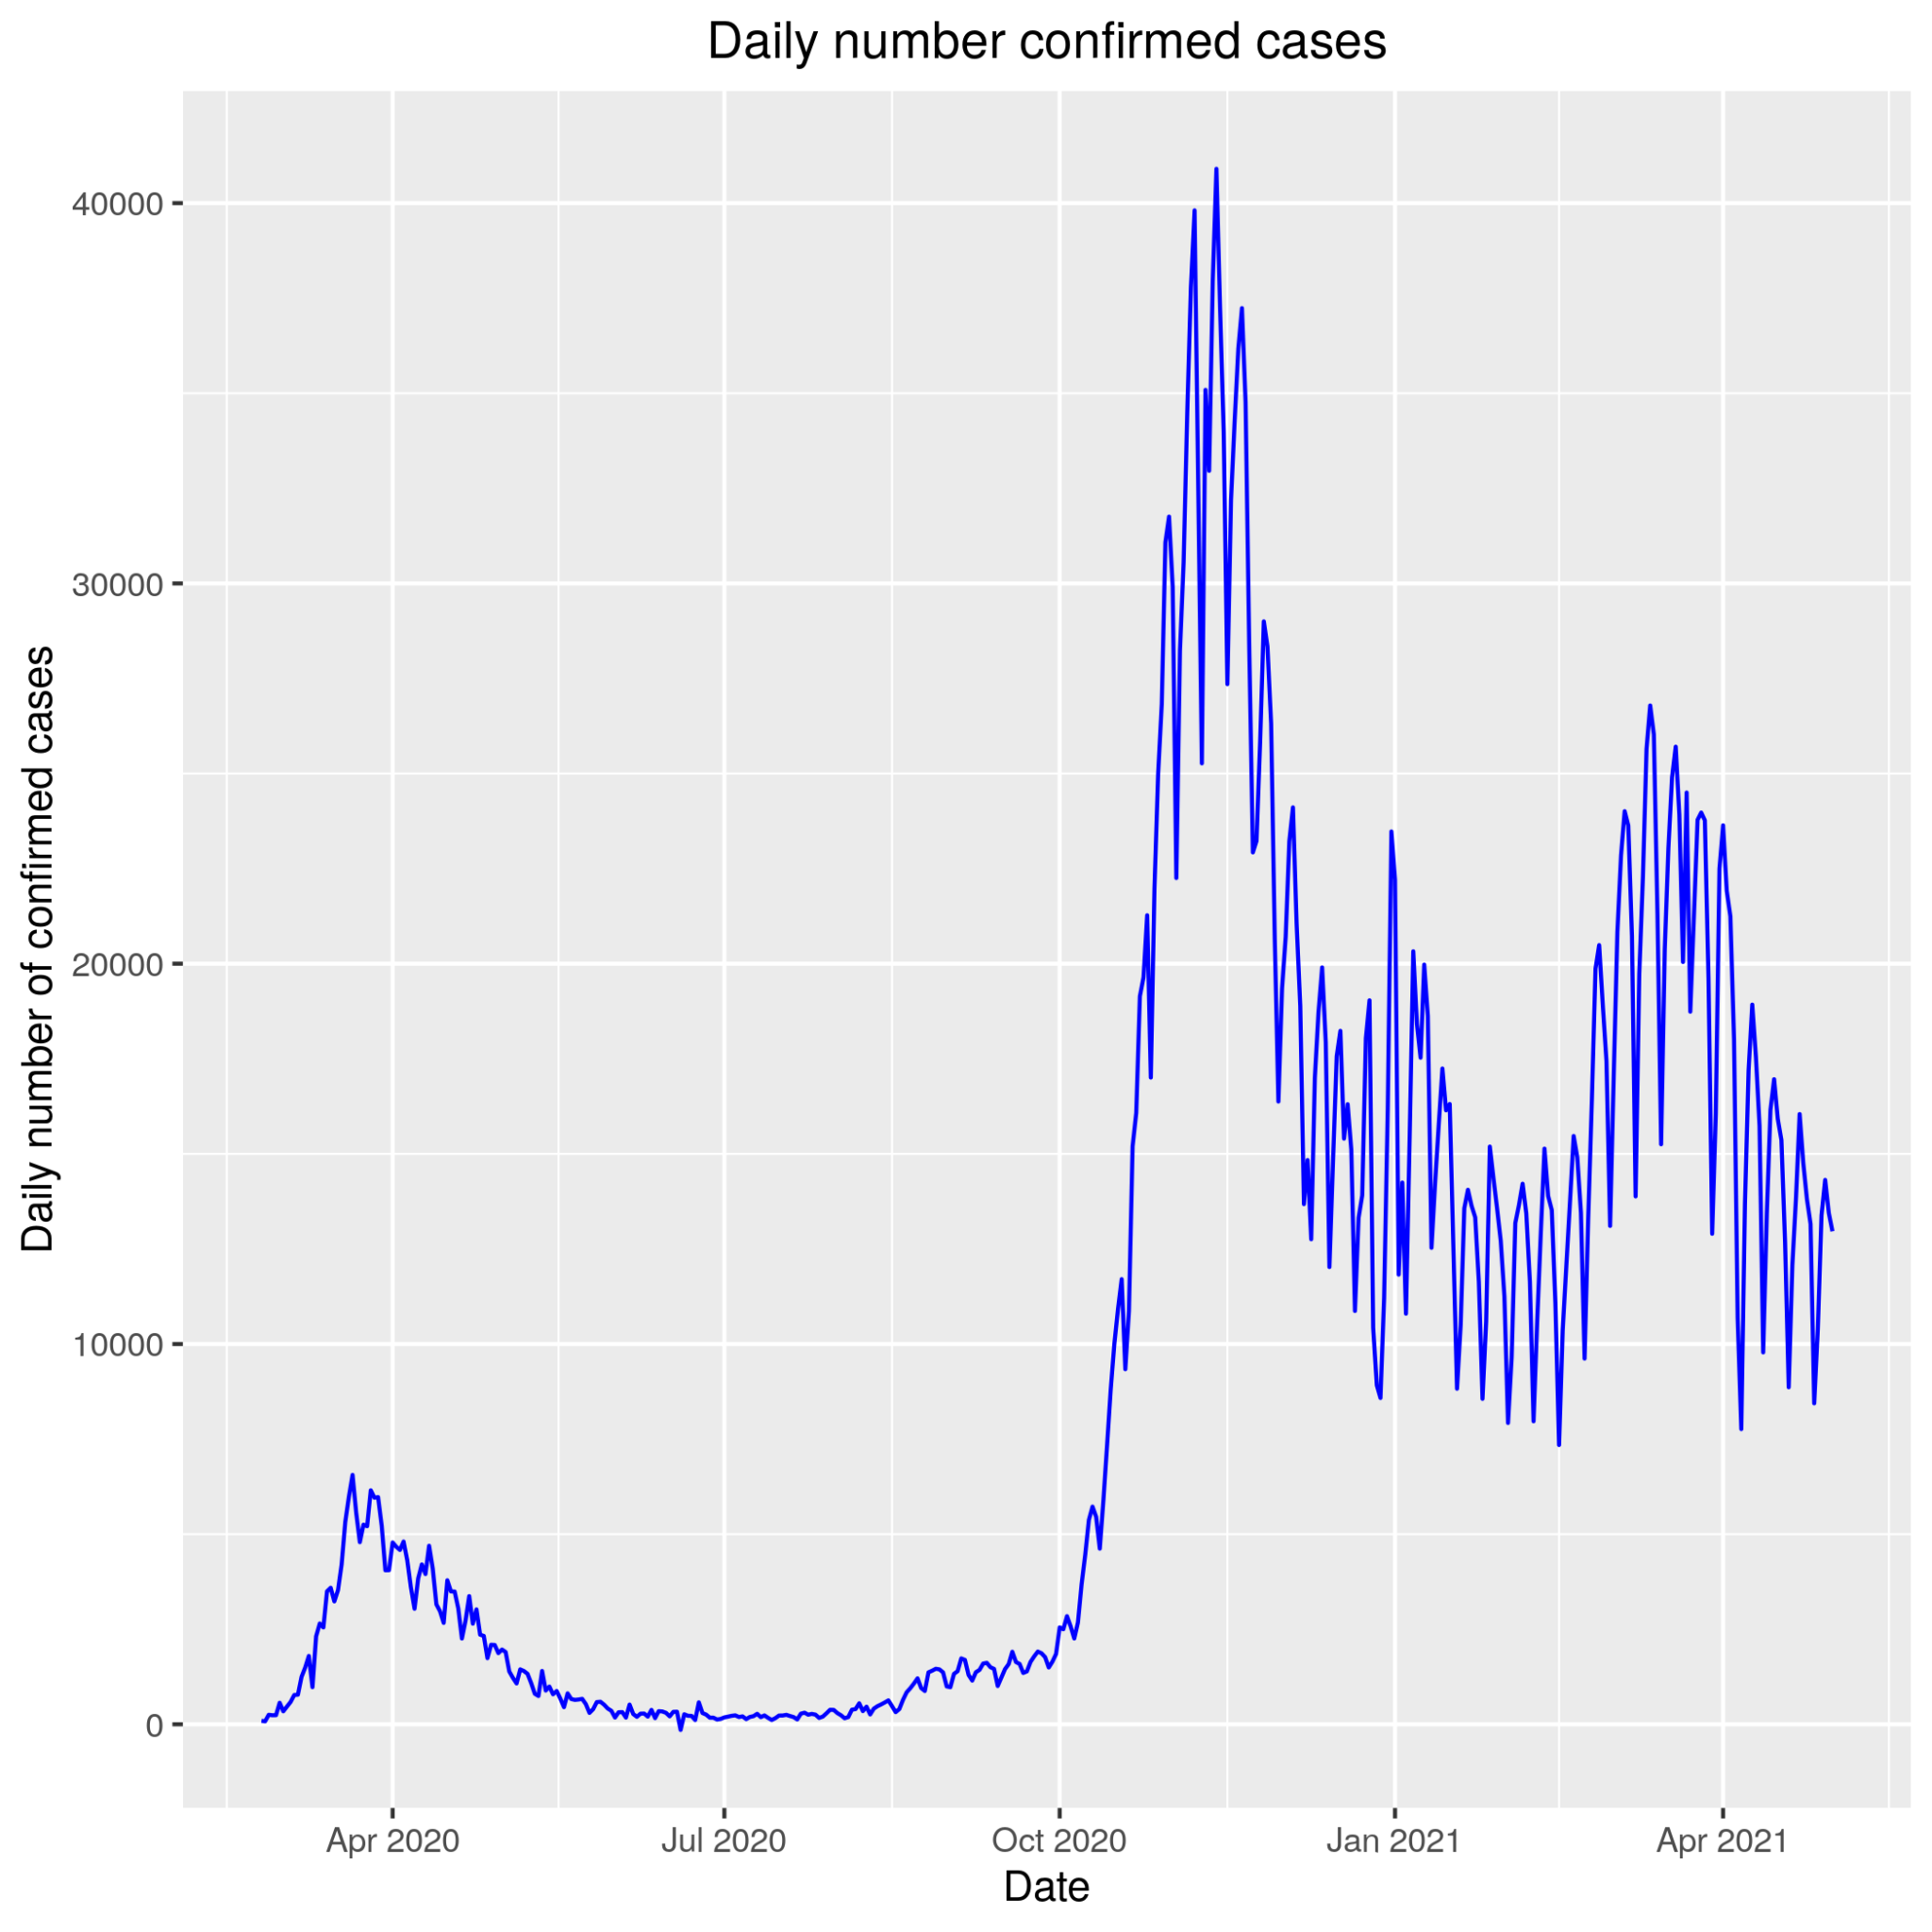 Daily number confirmed cases
Daily number of confirmed cases
40000
30000
20000
10000
0
Apr 2020
Jul 2020
Oct 2020
Jan 2021
Apr 2021
Date